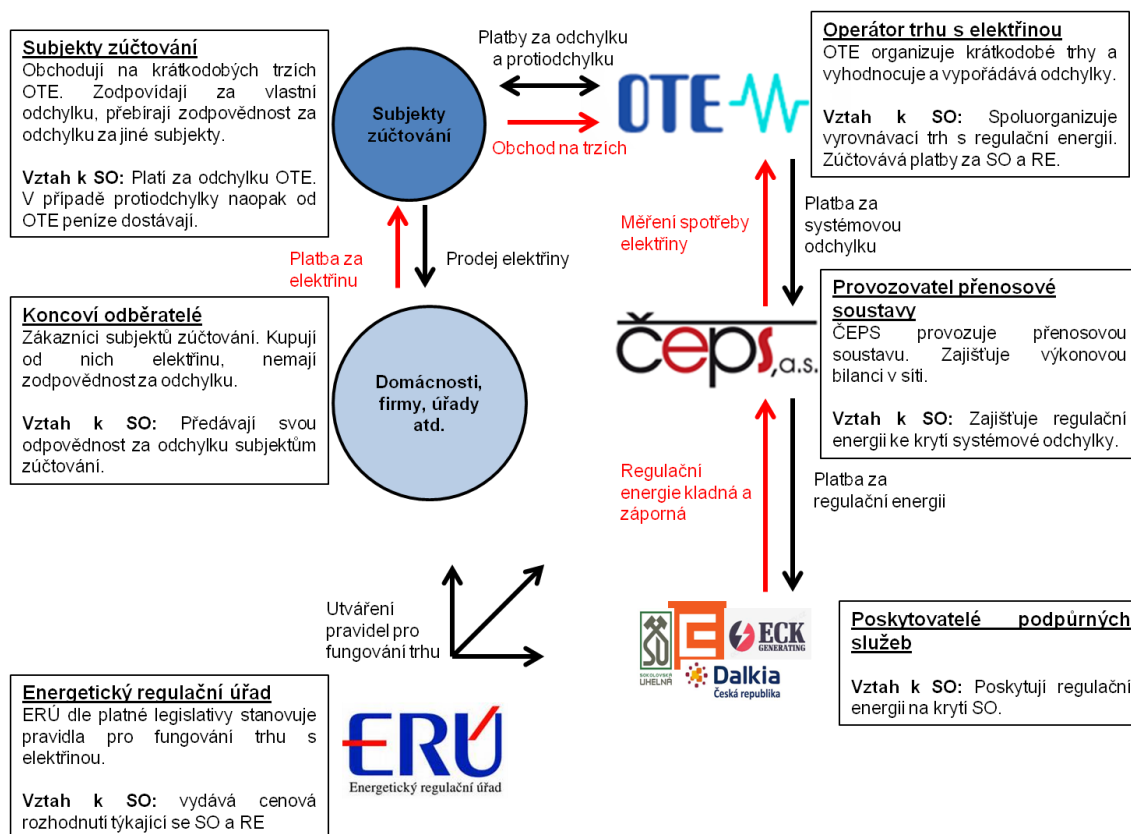 Subjekty zúčtování
Obchodují na krátkodobých trzích
OTE. Zodpovídají za vlastní
odchylku, přebírají zodpovědnost za
odchylku za jiné subjekty.
Vztah k SO: Platí za odchylku OTE.
V případě protiodchylky naopak od
OTE peníze dostávají.
Subjekty
zúčtování
Platby za odchylku
a protiodchylku
Obchod na trzích
OTE
Operátor trhu s elektřinou
OTE organizuje krátkodobé trhy a
vyhodnocuje a vypořádává odchylky.
Vztah k SO: Spoluorganizuje
vyrovnávací trh s regulační energií.
Zúčtovává platby za SO a RE.
Platba za
elektřinu
Prodej elektřiny
Měření spotřeby
elektřiny
Platba za
systémovou
odchylku
Koncoví odběratelé
Zákazníci subjektů zúčtování. Kupují
od nich elektřinu, nemají
zodpovědnost za odchylku.
Vztah k SO: Předávají svou
odpovědnost za odchylku subjektům
zúčtování.
Domácnosti,
firmy, úřady
atd.
čeps,a.s.
Provozovatel přenosové
soustavy
ČEPS provozuje přenosovou
soustavu. Zajišťuje výkonovou
bilanci v síti.
Vztah k SO: Zajišťuje regulační
energii ke krytí systémové odchylky.
Regulační
energie kladná a
záporná
Platba za
regulační energii
Utváření
pravidel pro
fungování trhu
SU
SOKOLOVSKÁ
UHELNÁ
ECK
GENERATING
Dalkia
Česká republika
Poskytovatelé podpůrných
služeb
Vztah k SO: Poskytují regulační
energii na krytí SO.
Energetický regulační úřad
ERÚ dle platné legislativy stanovuje
pravidla pro fungování trhu s
elektřinou.
Vztah k SO: vydává cenová
rozhodnutí týkající se SO a RE
ERÚ
Energetický regulační úřad